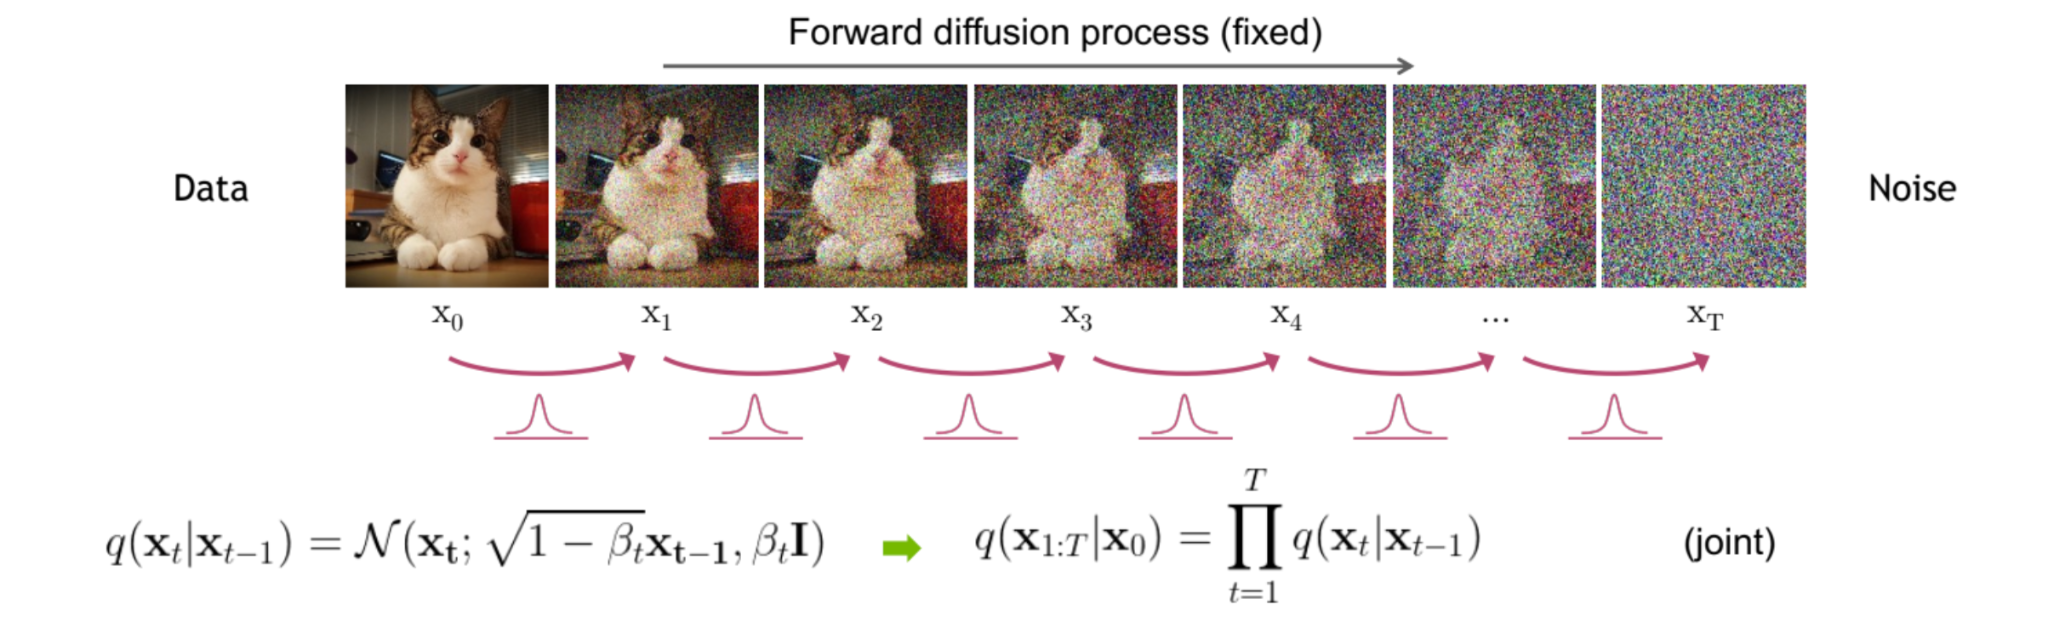 Forward diffusion process (fixed)
Data
Noise
x₀ x₁ x₂ x₃ x₄ ... x_T
q(𝐱ₜ|𝐱ₜ₋₁) = 𝒩(𝐱ₜ; √(1 − βₜ)𝐱ₜ₋₁, βₜ𝐈) ➡ q(𝐱₁:T|𝐱₀) = ∏_{t=1}^{T} q(𝐱ₜ|𝐱ₜ₋₁) (joint)